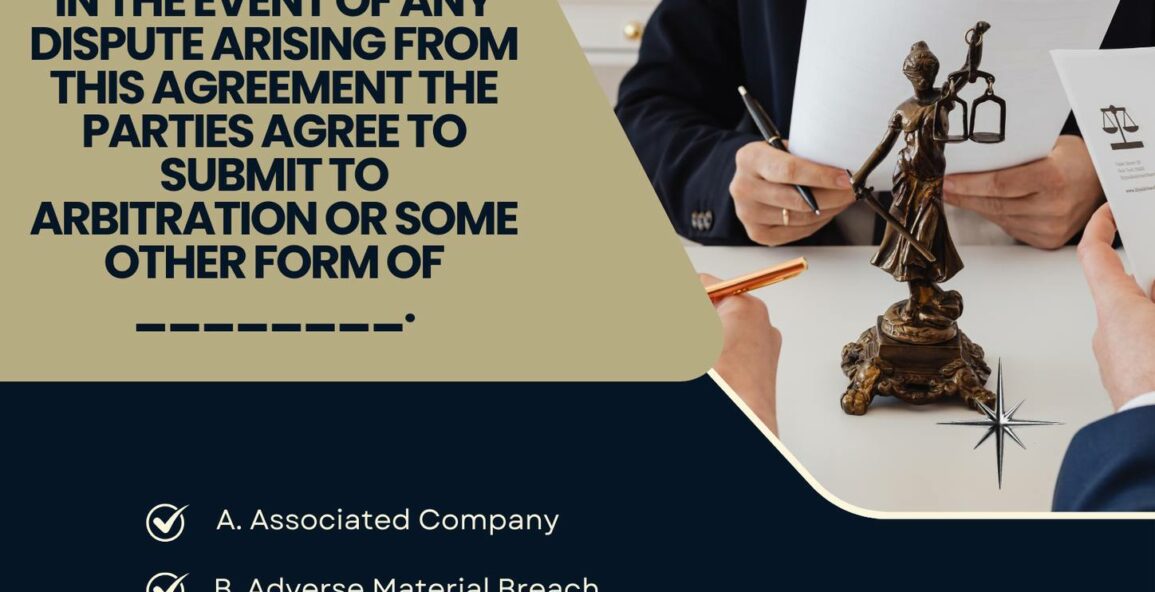 IN THE EVENT OF ANY
DISPUTE ARISING FROM
THIS AGREEMENT THE
PARTIES AGREE TO
SUBMIT TO
ARBITRATION OR SOME
OTHER FORM OF
________.
A. Associated Company
B. Adverse Material Breach